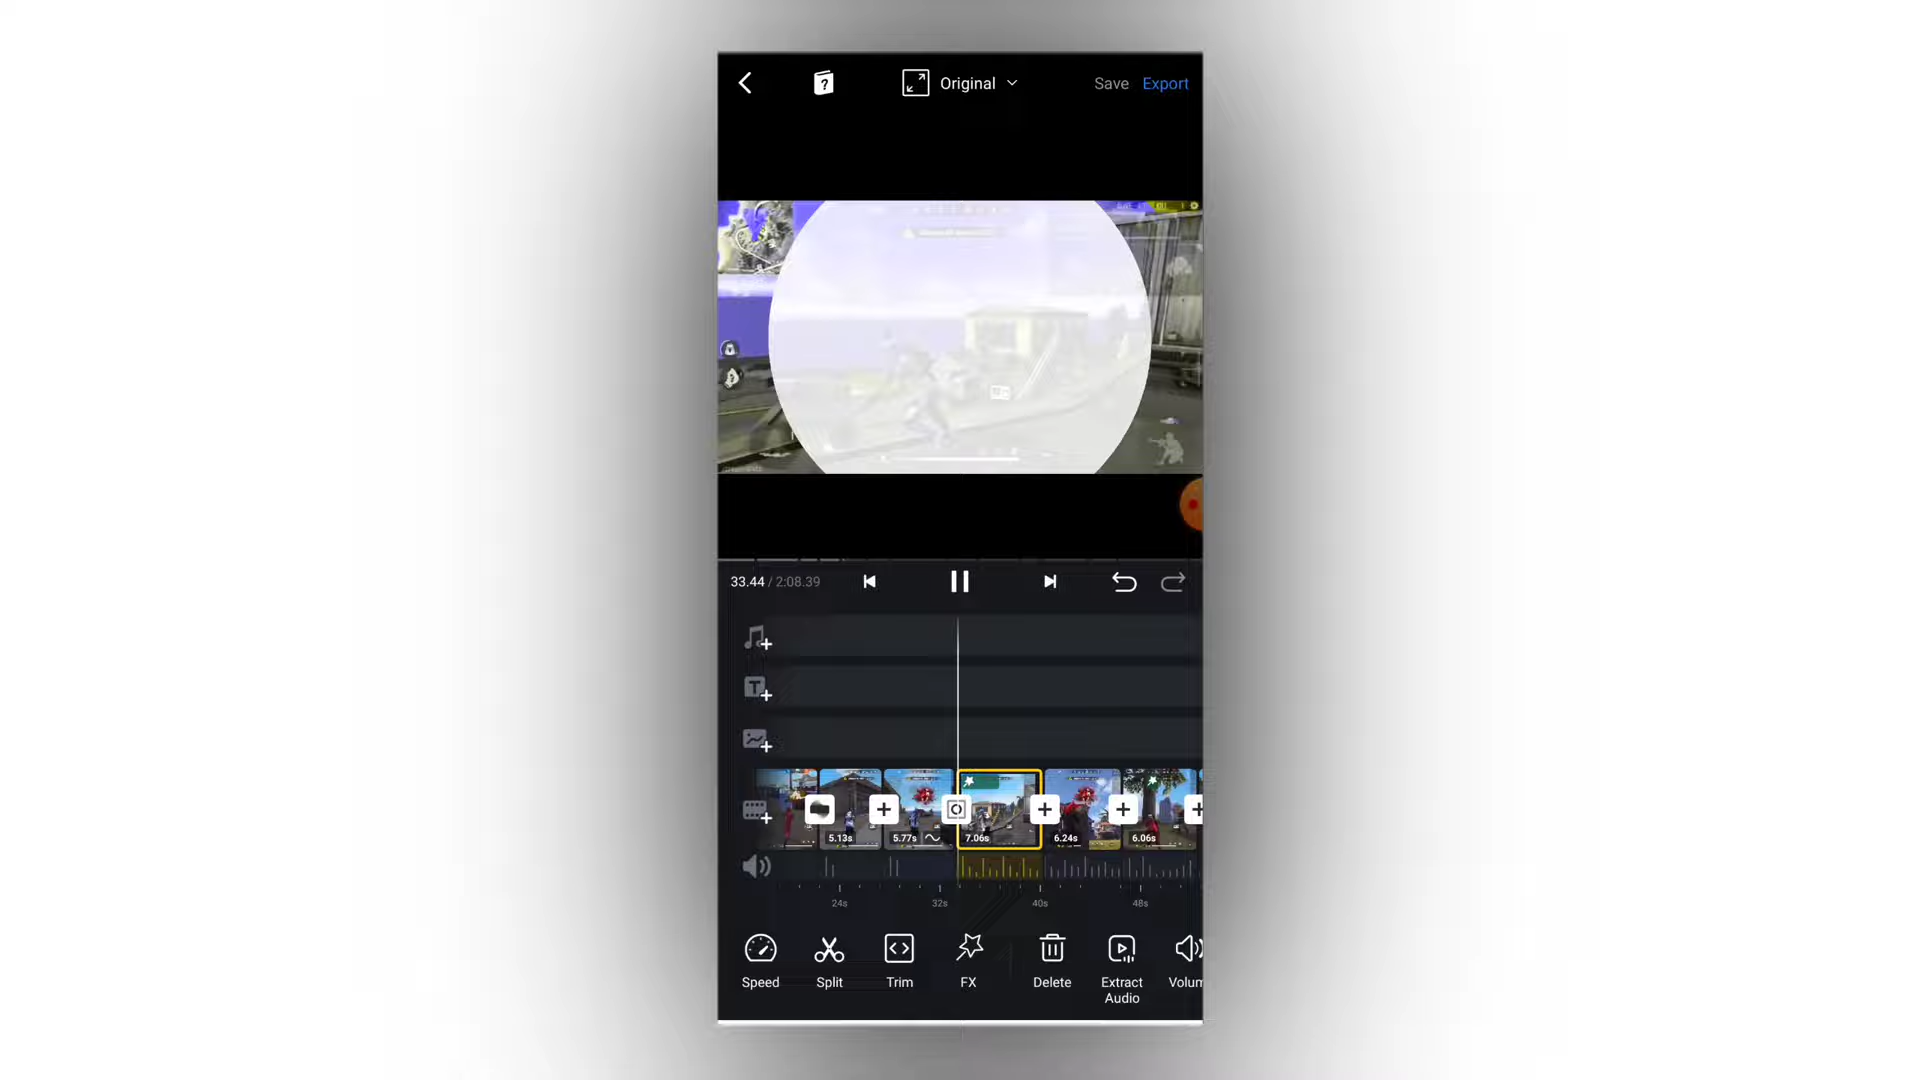 Original
Save Export
33.44 / 2:08.39
5.13s
5.77s
7.06s
6.24s
6.06s
24s
32s
40s
48s
Speed
Split
Trim
FX
Delete
Extract
Audio
Volum